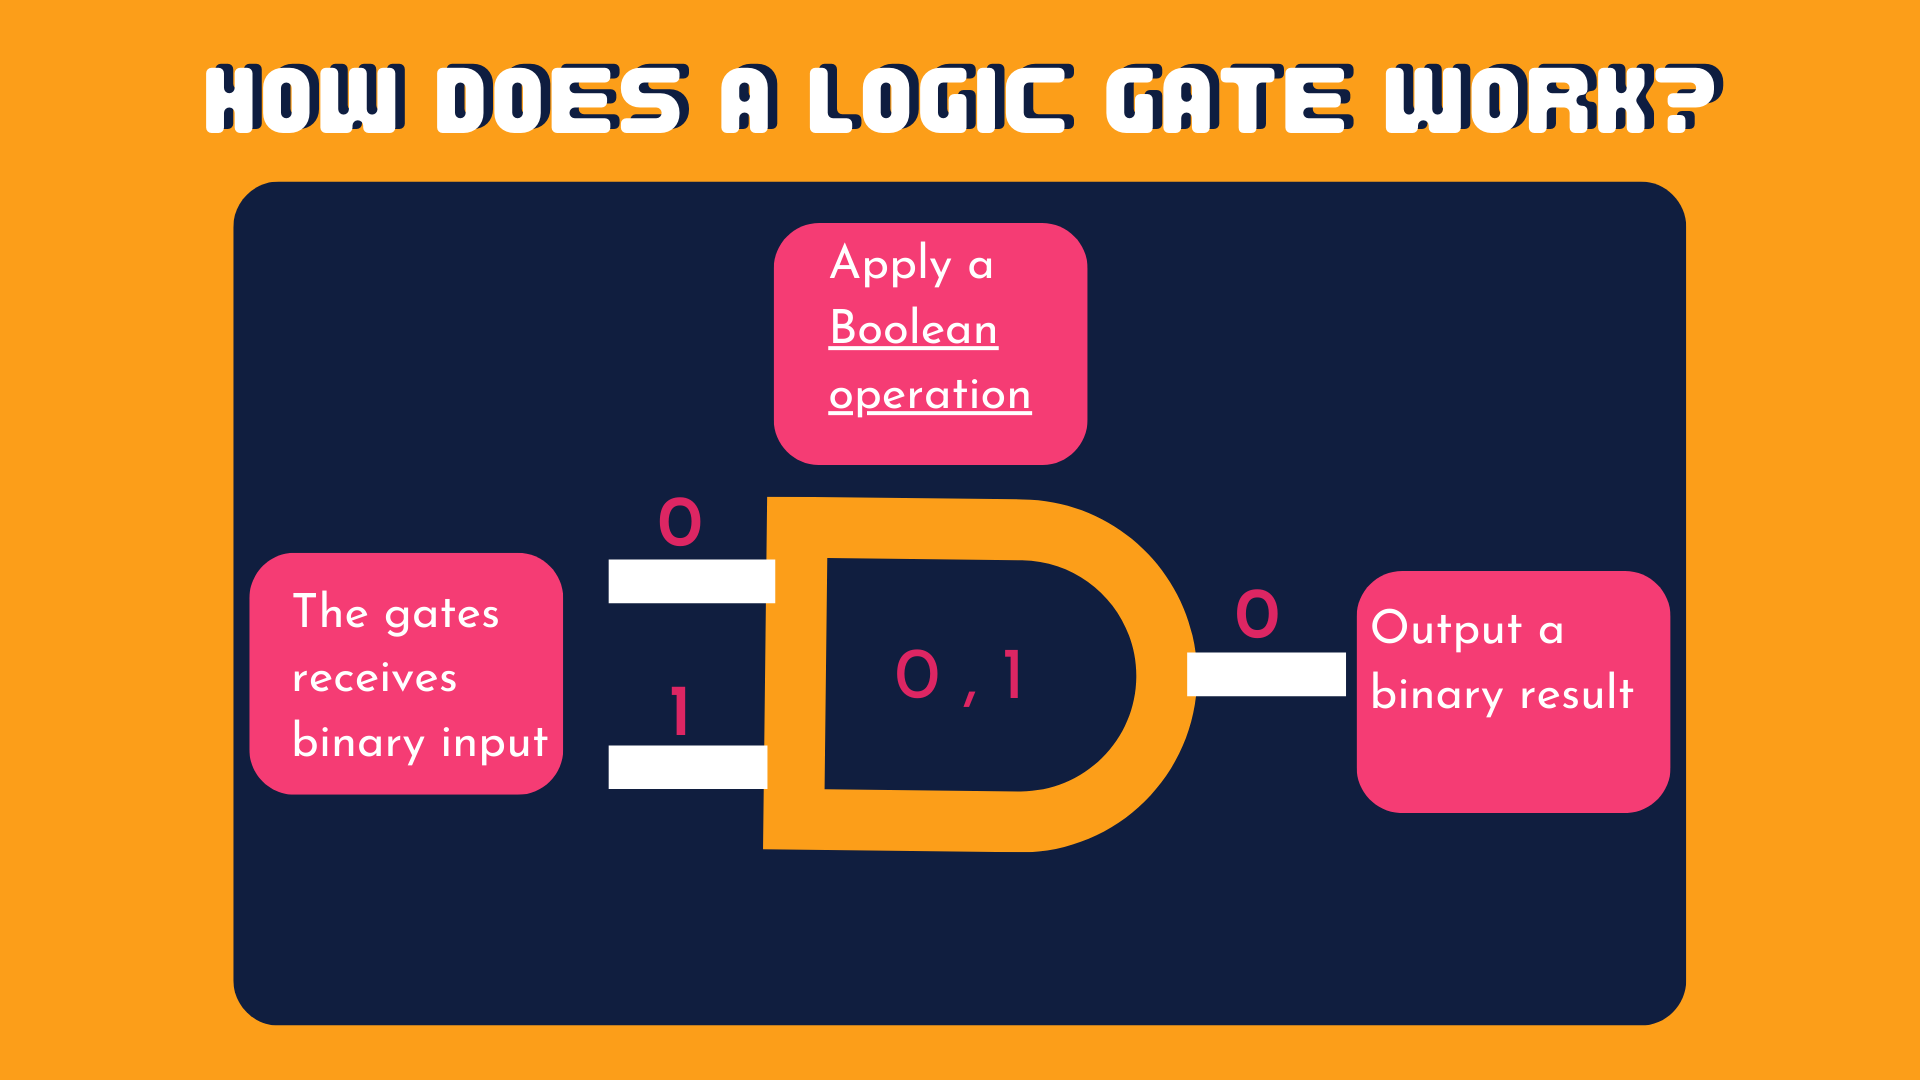 HOW DOES A LOGIC GATE WORK?
Apply a
Boolean
operation
0
The gates
receives
binary input
1
0 , 1
0
Output a
binary result